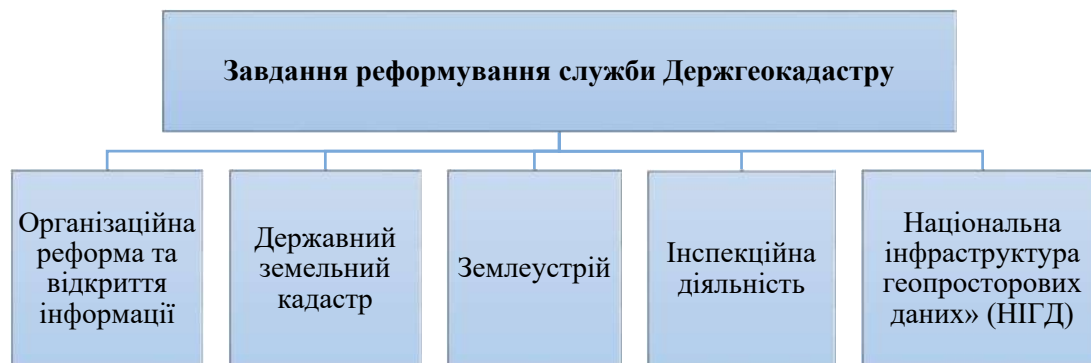 Завдання реформування служби Держгеокадастру
Організаційна
реформа та
відкриття
інформації
Державний
земельний
кадастр
Землеустрій
Інспекційна
діяльність
Національна
інфраструктура
геопросторових
даних» (НІГД)